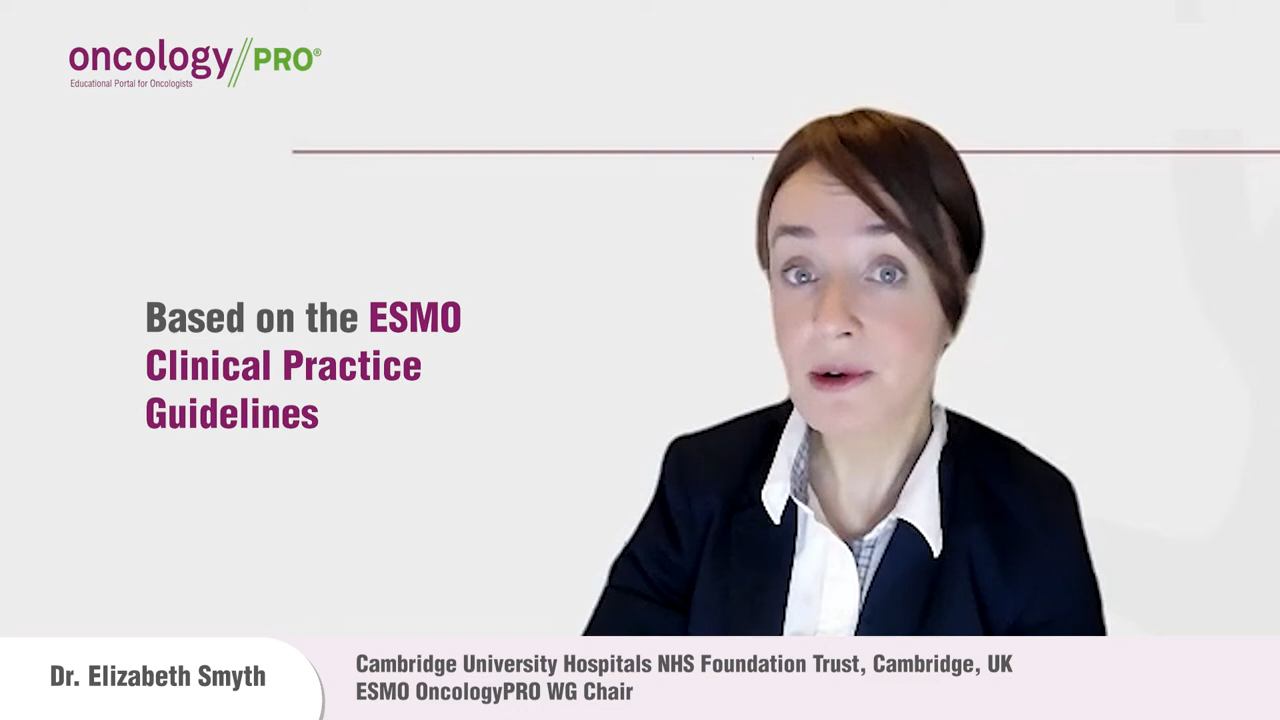 oncology//PRO®
Educational Portal for Oncologists
Based on the ESMO
Clinical Practice
Guidelines
Dr. Elizabeth Smyth
Cambridge University Hospitals NHS Foundation Trust, Cambridge, UK
ESMO OncologyPRO WG Chair